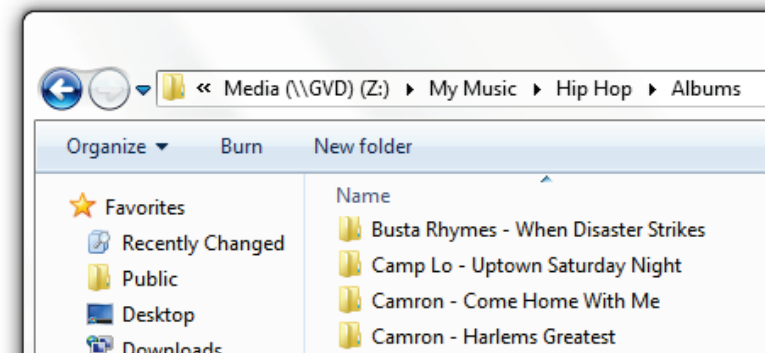 « Media (\\GVD) (Z:) ▸ My Music ▸ Hip Hop ▸ Albums
Organize ▾ Burn New folder
Name
Favorites
Recently Changed
Public
Desktop
Downloads
Busta Rhymes - When Disaster Strikes
Camp Lo - Uptown Saturday Night
Camron - Come Home With Me
Camron - Harlems Greatest